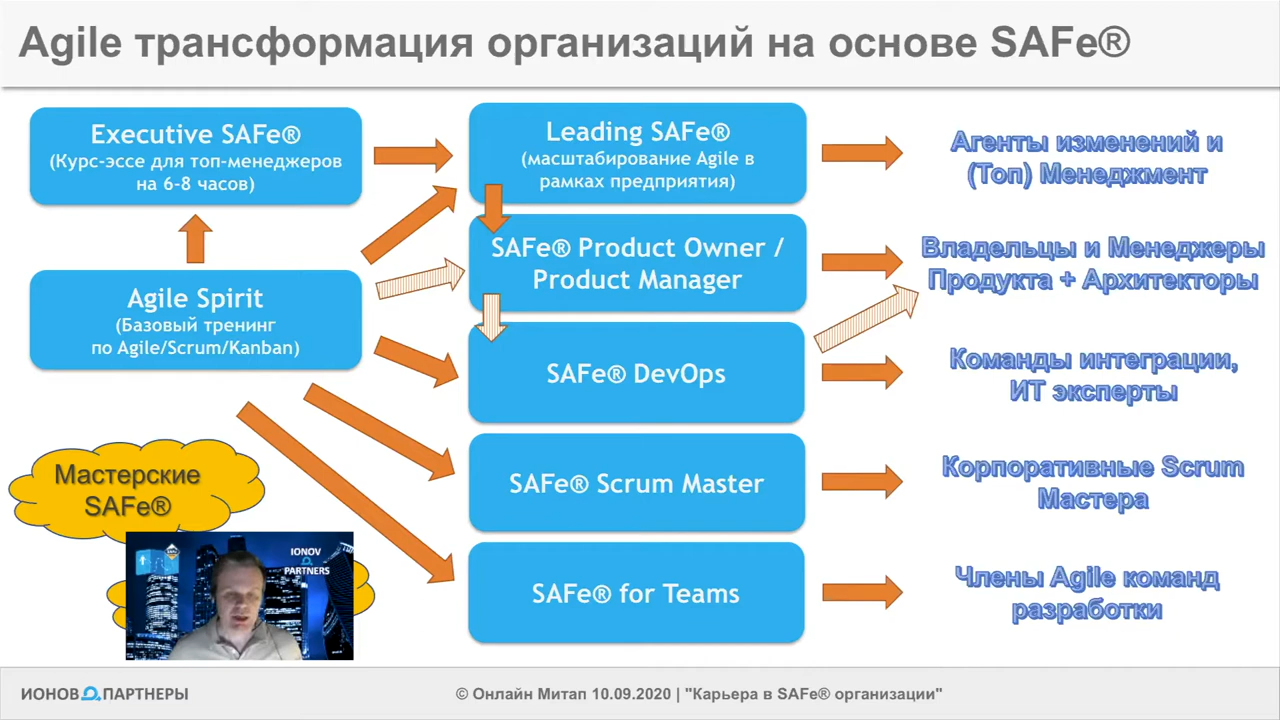 Agile трансформация организаций на основе SAFe®
Executive SAFe®
(Курс-эссе для топ-менеджеров
на 6-8 часов)
Leading SAFe®
(масштабирование Agile в
рамках предприятия)
Агенты изменений и
(Топ) Менеджмент
SAFe® Product Owner /
Product Manager
Владельцы и Менеджеры
Продукта + Архитекторы
Agile Spirit
(Базовый тренинг
по Agile/Scrum/Kanban)
SAFe® DevOps
Команды интеграции,
ИТ эксперты
Мастерские
SAFe®
SAFe® Scrum Master
Корпоративные Scrum
Мастера
IONOV
PARTNERS
SAFe® for Teams
Члены Agile команд
разработки
ИОНОВ ПАРТНЕРЫ
© Онлайн Митап 10.09.2020 | "Карьера в SAFe® организации"